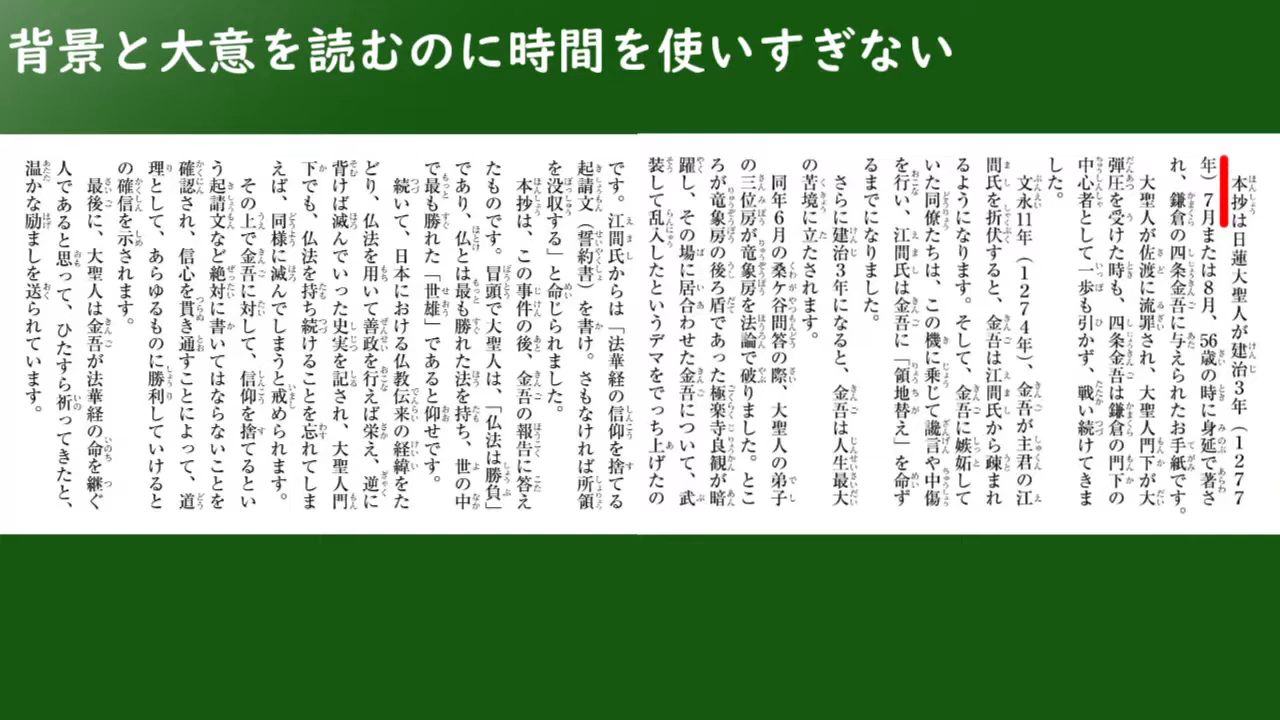 背景と大意を読むのに時間を使いすぎない
本抄は日蓮大聖人が建治3年（1277
年）7月または8月、56歳の時に身延で著さ
れ、鎌倉の四条金吾に与えられたお手紙です。
大聖人が佐渡に流罪され、大聖人門下が大
弾圧を受けた時も、四条金吾は鎌倉の門下の
中心者として一歩も引かず、戦い続けてきま
した。
文永11年（1274年）、金吾が主君の江
間氏を折伏すると、金吾は江間氏から疎まれ
るようになります。そして、金吾に嫉妬して
いた同僚たちは、この機に乗じて讒言や中傷
を行い、江間氏は金吾に「領地替え」を命ず
るまでになりました。
さらに建治3年になると、金吾は人生最大
の苦境に立たされます。
同年6月の桑ケ谷問答の際、大聖人の弟子
の三位房が竜象房を法論で破りました。とこ
ろが竜象房の後ろ盾であった極楽寺良観が暗
躍し、その場に居合わせた金吾について、武
装して乱入したというデマをでっち上げたの
です。江間氏からは「法華経の信仰を捨てる
起請文（誓約書）を書け。さもなければ所領
を没収する」と命じられました。
本抄は、この事件の後、金吾の報告に答え
たものです。冒頭で大聖人は、「仏法は勝負」
であり、仏とは最も勝れた法を持ち、世の中
で最も勝れた「世雄」であると仰せです。
続いて、日本における仏教伝来の経緯をた
どり、仏法を用いて善政を行えば栄え、逆に
背けば滅んでいった史実を記され、大聖人門
下でも、仏法を持ち続けることを忘れてしま
えば、同様に滅んでしまうと戒められます。
その上で金吾に対して、信仰を捨てるとい
う起請文など絶対に書いてはならないことを
確認され、信心を貫き通すことによって、道
理として、あらゆるものに勝利していけると
の確信を示されます。
最後に、大聖人は金吾が法華経の命を継ぐ
人であると思って、ひたすら祈ってきたと、
温かな励ましを送られています。